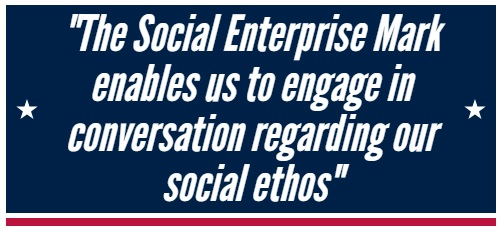 "The Social Enterprise Mark
enables us to engage in
conversation regarding our
social ethos"